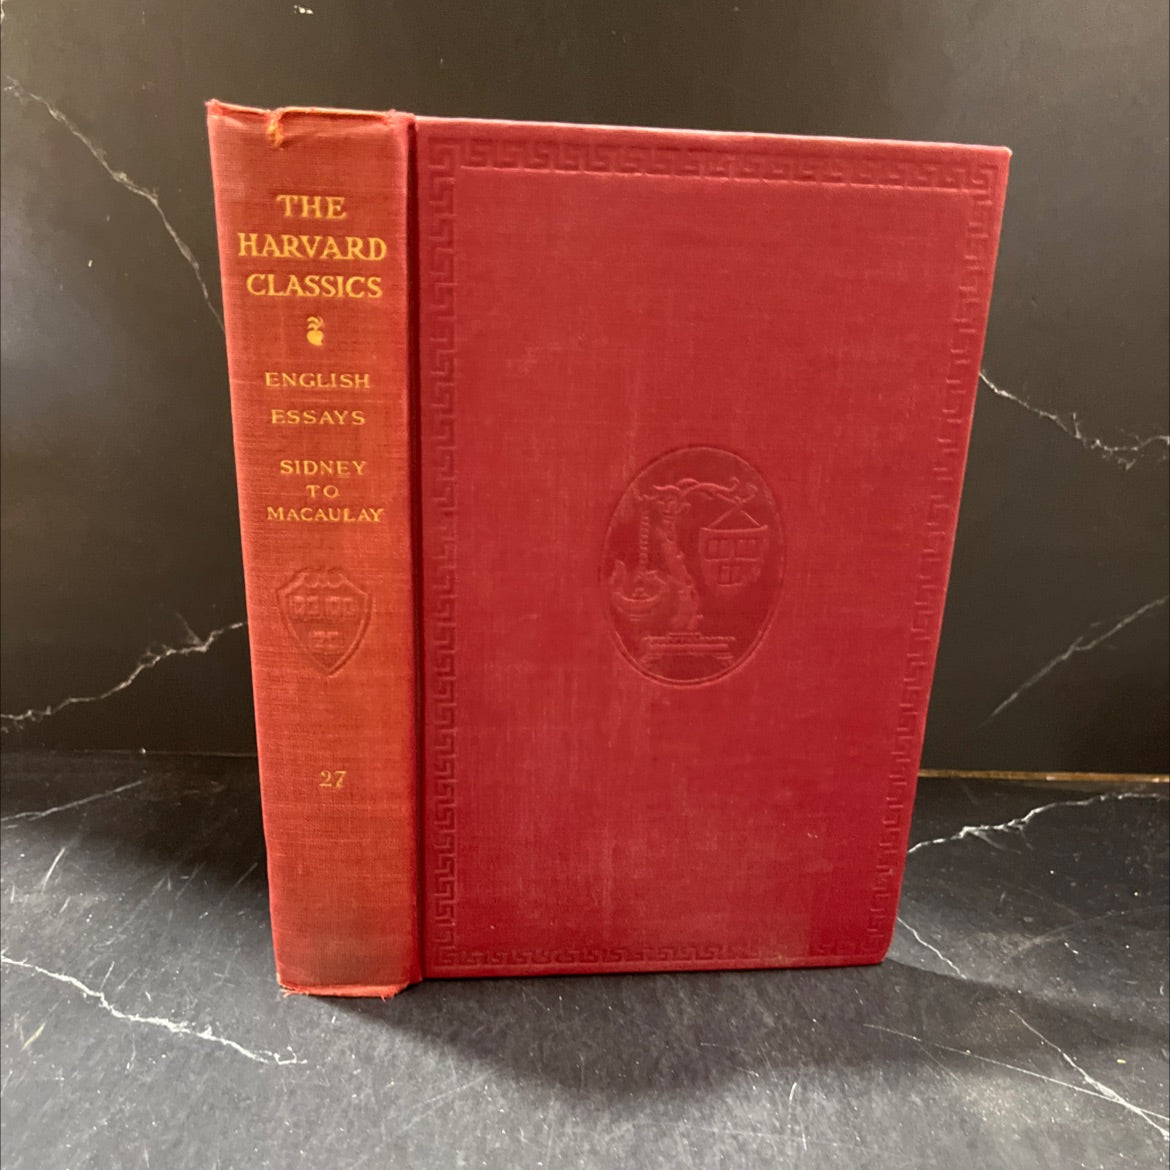 THE
HARVARD
CLASSICS
ENGLISH
ESSAYS
SIDNEY
TO
MACAULAY
27